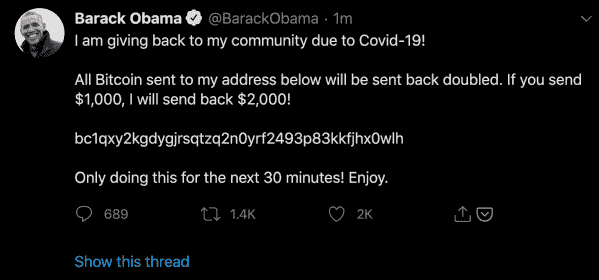 Barack Obama @BarackObama · 1m
I am giving back to my community due to Covid-19!
All Bitcoin sent to my address below will be sent back doubled. If you send
$1,000, I will send back $2,000!
bc1qxy2kgdygjrsqtzq2n0yrf2493p83kkfjhx0wlh
Only doing this for the next 30 minutes! Enjoy.
689 1.4K 2K
Show this thread